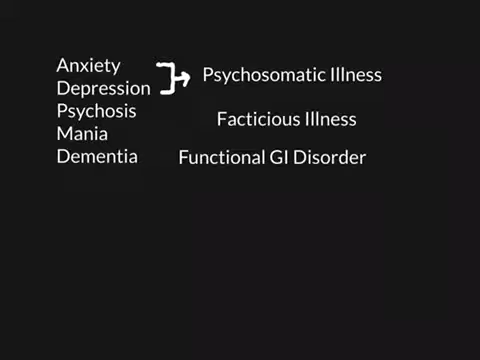 Anxiety
Depression
Psychosis
Mania
Dementia
Psychosomatic Illness
Facticious Illness
Functional GI Disorder